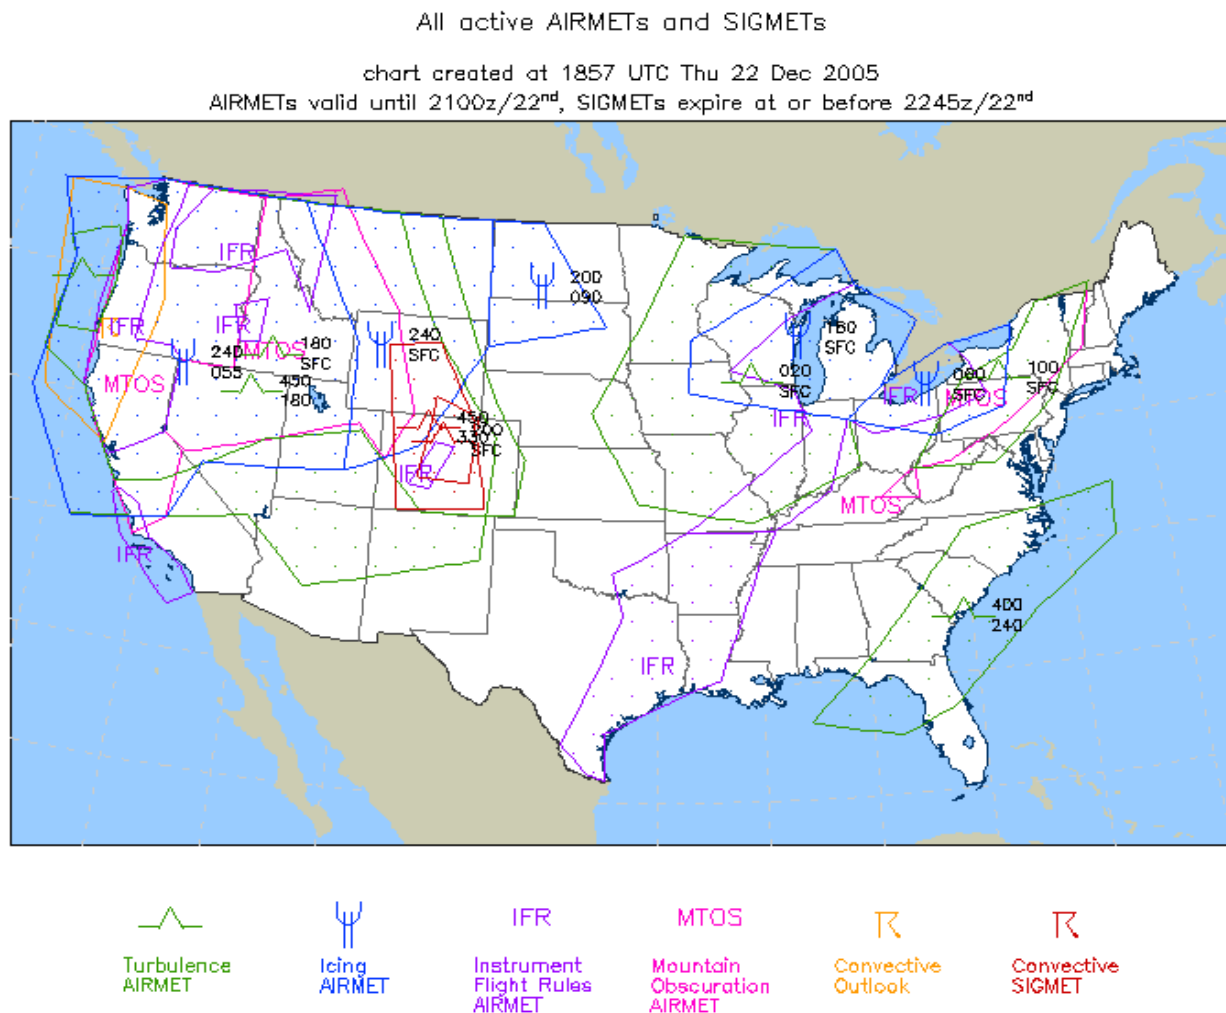 All active AIRMETs and SIGMETs
chart created at 1857 UTC Thu 22 Dec 2005
AIRMETs valid until 2100z/22nd, SIGMETs expire at or before 2245z/22nd
IFR
200
090
IFR
IFR
180
SFC
240
SFC
180
SFC
MTOS
240
055
MTOS
450
180
020
SFC
IFR
000
SFC
MTOS
100
SFC
450
300
330
SFC
IFR
IFR
MTOS
IFR
400
240
IFR
IFR
MTOS
Turbulence
AIRMET
Icing
AIRMET
Instrument
Flight Rules
AIRMET
Mountain
Obscuration
AIRMET
Convective
Outlook
Convective
SIGMET